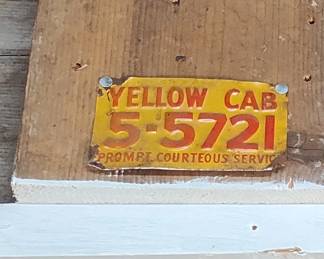 YELLOW CAB
5-5721
PROMPT COURTEOUS SERVIC